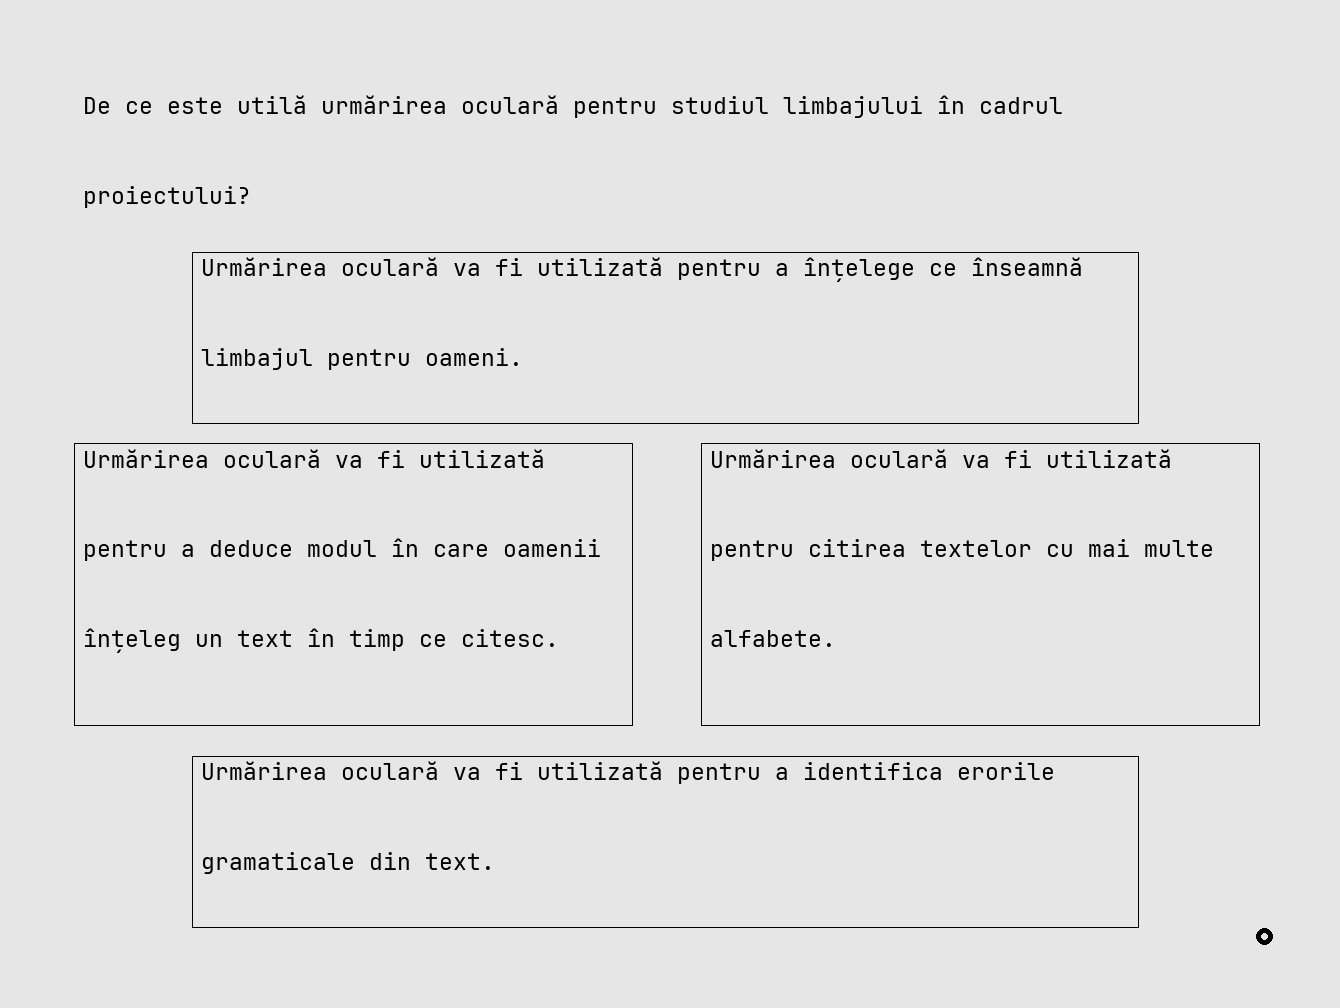 De ce este utilă urmărirea oculară pentru studiul limbajului în cadrul
proiectului?
Urmărirea oculară va fi utilizată pentru a înțelege ce înseamnă
limbajul pentru oameni.
Urmărirea oculară va fi utilizată
pentru a deduce modul în care oamenii
înțeleg un text în timp ce citesc.
Urmărirea oculară va fi utilizată
pentru citirea textelor cu mai multe
alfabete.
Urmărirea oculară va fi utilizată pentru a identifica erorile
gramaticale din text.